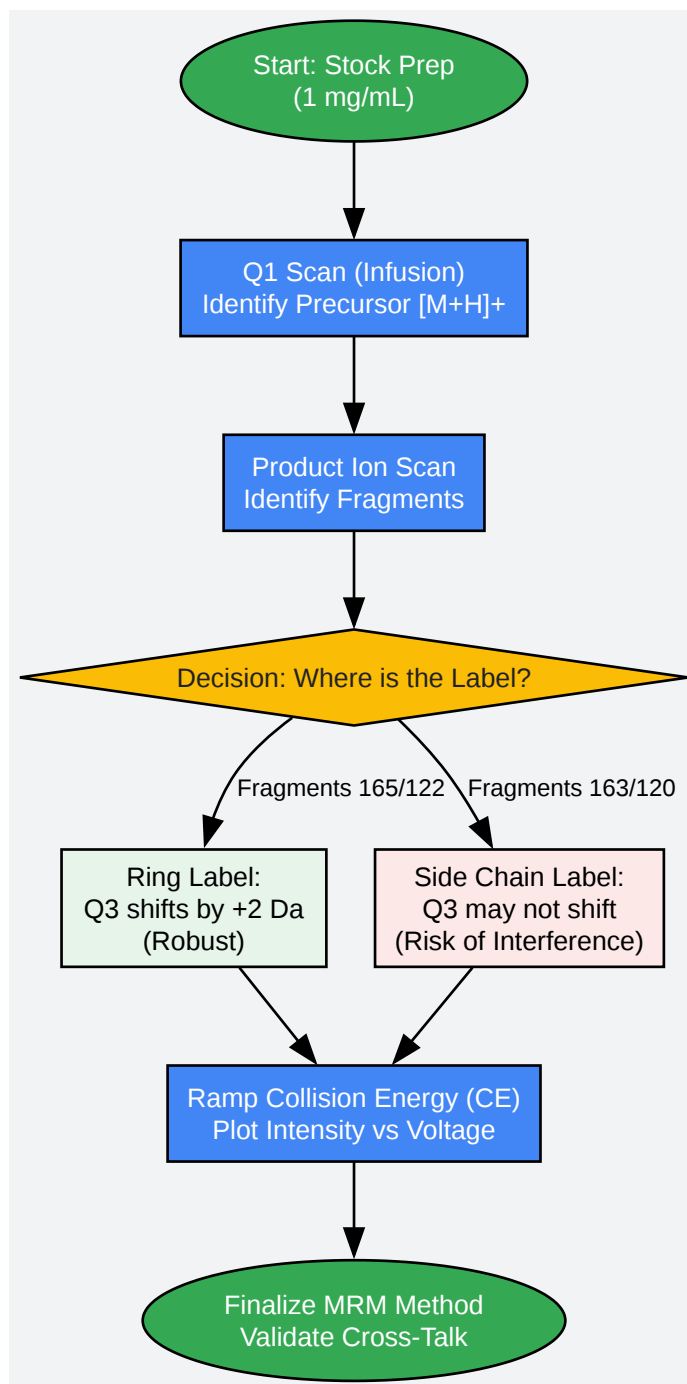 Start: Stock Prep
(1 mg/mL)
Q1 Scan (Infusion)
Identify Precursor [M+H]+
Product Ion Scan
Identify Fragments
Decision: Where is the Label?
Fragments 165/122
Fragments 163/120
Ring Label:
Q3 shifts by +2 Da
(Robust)
Side Chain Label:
Q3 may not shift
(Risk of Interference)
Ramp Collision Energy (CE)
Plot Intensity vs Voltage
Finalize MRM Method
Validate Cross-Talk